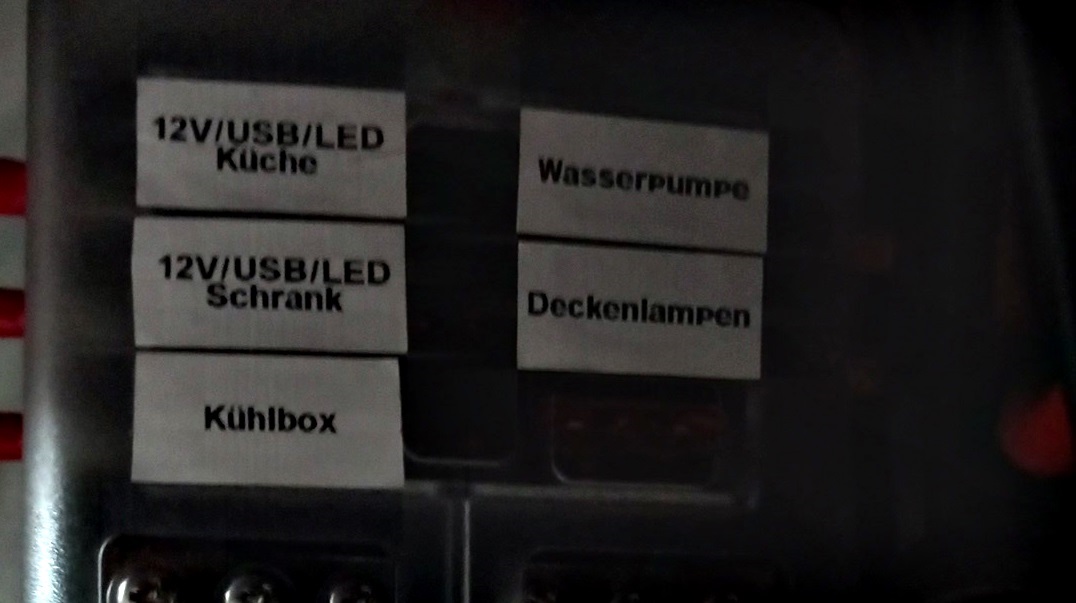 12V/USB/LED
Küche
12V/USB/LED
Schrank
Kühlbox
Wasserpumpe
Deckenlampen